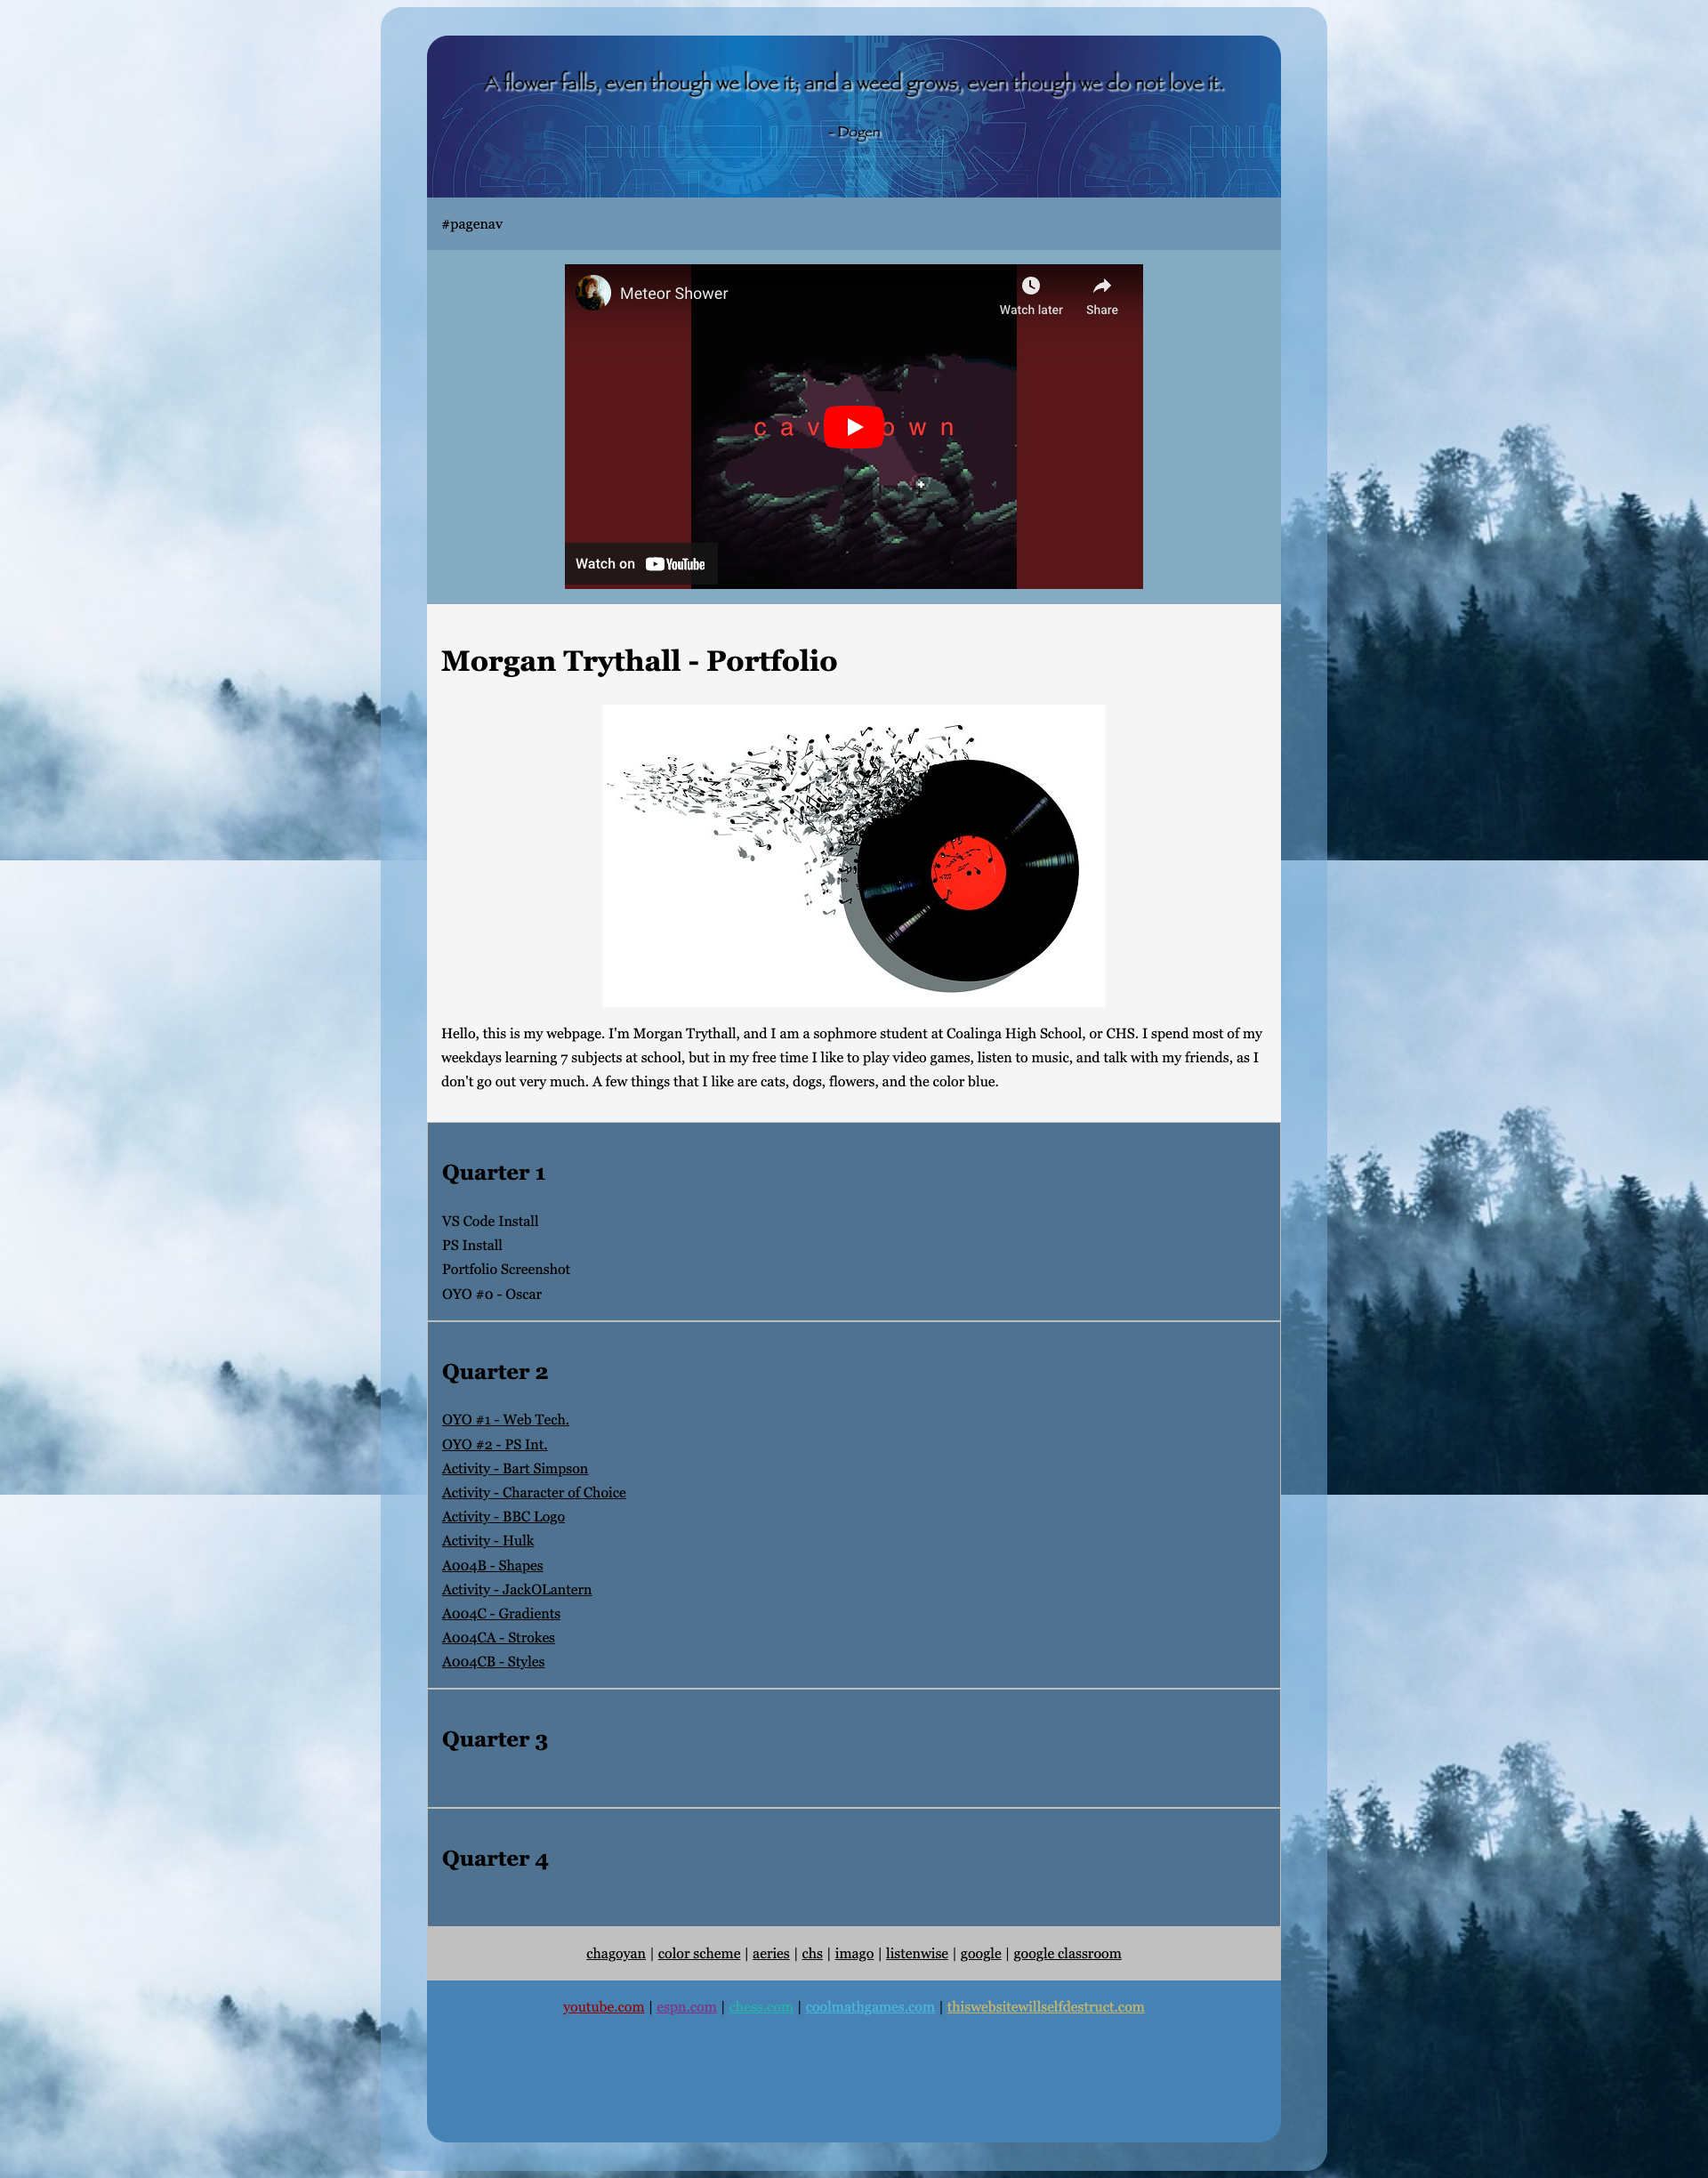 A flower falls, even though we love it; and a weed grows, even though we do not love it.
- Dogen
#pagenav
Meteor Shower
Watch later
Share
c a v o w n
Watch on YouTube
Morgan Trythall - Portfolio
Hello, this is my webpage. I'm Morgan Trythall, and I am a sophmore student at Coalinga High School, or CHS. I spend most of my
weekdays learning 7 subjects at school, but in my free time I like to play video games, listen to music, and talk with my friends, as I
don't go out very much. A few things that I like are cats, dogs, flowers, and the color blue.
Quarter 1
VS Code Install
PS Install
Portfolio Screenshot
OYO #0 - Oscar
Quarter 2
OYO #1 - Web Tech.
OYO #2 - PS Int.
Activity - Bart Simpson
Activity - Character of Choice
Activity - BBC Logo
Activity - Hulk
A004B - Shapes
Activity - JackOLantern
A004C - Gradients
A004CA - Strokes
A004CB - Styles
Quarter 3
Quarter 4
chagoyan | color scheme | aeries | chs | imago | listenwise | google | google classroom
youtube.com | espn.com | chess.com | coolmathgames.com | thiswebsitewillselfdestruct.com